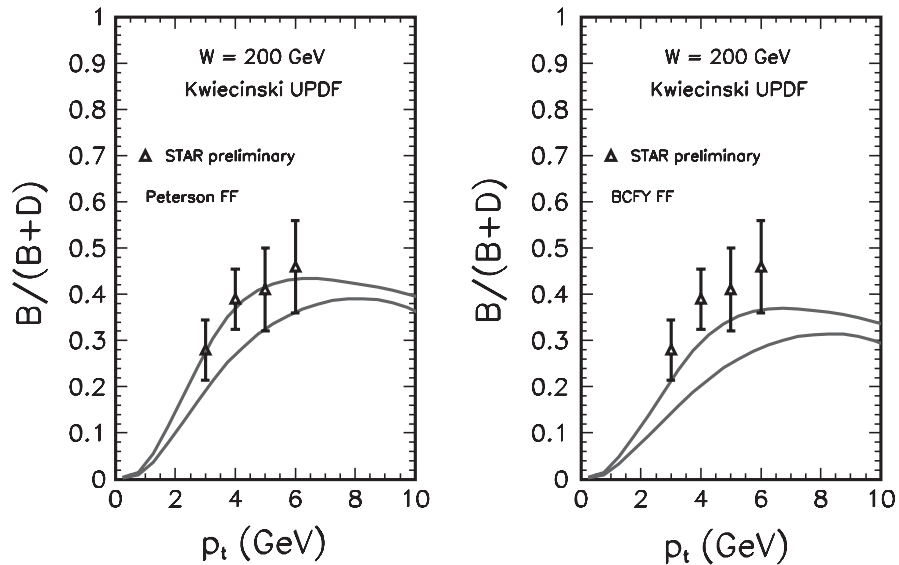 1
0.9
0.8
0.7
0.6
0.5
0.4
0.3
0.2
0.1
0
B/(B+D)
W = 200 GeV
Kwiecinski UPDF
STAR preliminary
Peterson FF
0 2 4 6 8 10
pt (GeV)
1
0.9
0.8
0.7
0.6
0.5
0.4
0.3
0.2
0.1
0
B/(B+D)
W = 200 GeV
Kwiecinski UPDF
STAR preliminary
BCFY FF
0 2 4 6 8 10
pt (GeV)